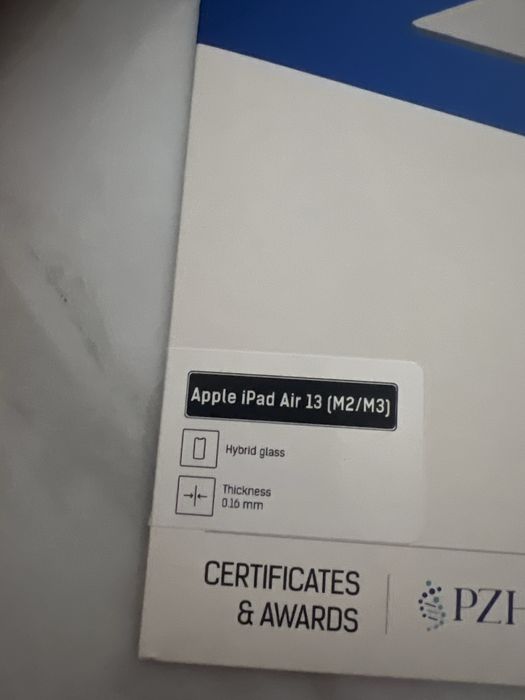 Apple iPad Air 13 (M2/M3)
Hybrid glass
Thickness
0.16 mm
CERTIFICATES
& AWARDS
PZH